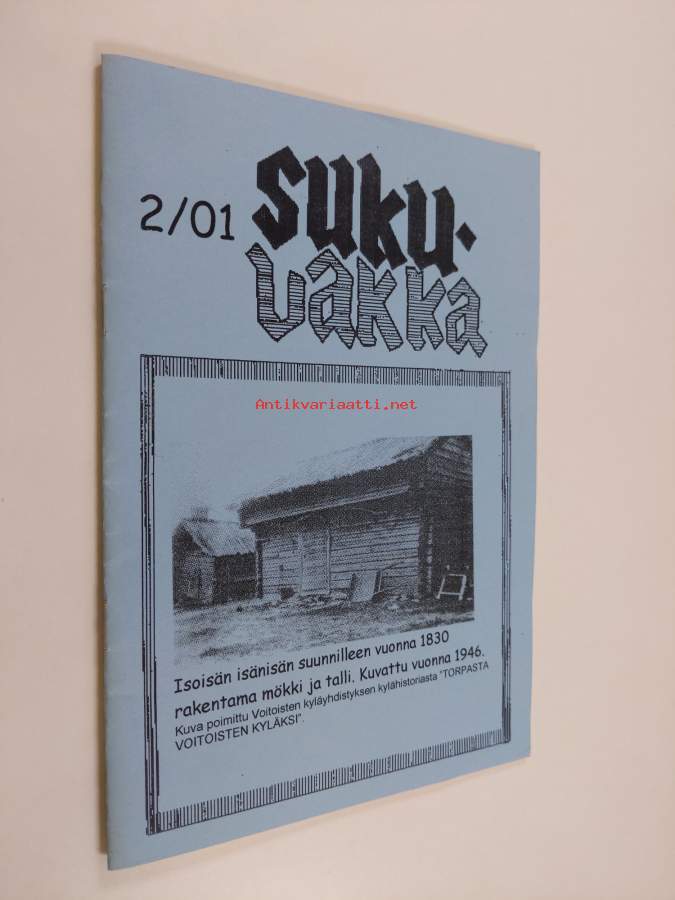 2/01
suku-
vakka
Antikvariaatti.net
Isoisän isänisän suunnilleen vuonna 1830
rakentama mökki ja talli. Kuvattu vuonna 1946.
Kuva poimittu Voitoisten kyläyhdistyksen kylähistoriasta "TORPASTA
VOITOISTEN KYLÄKSI".